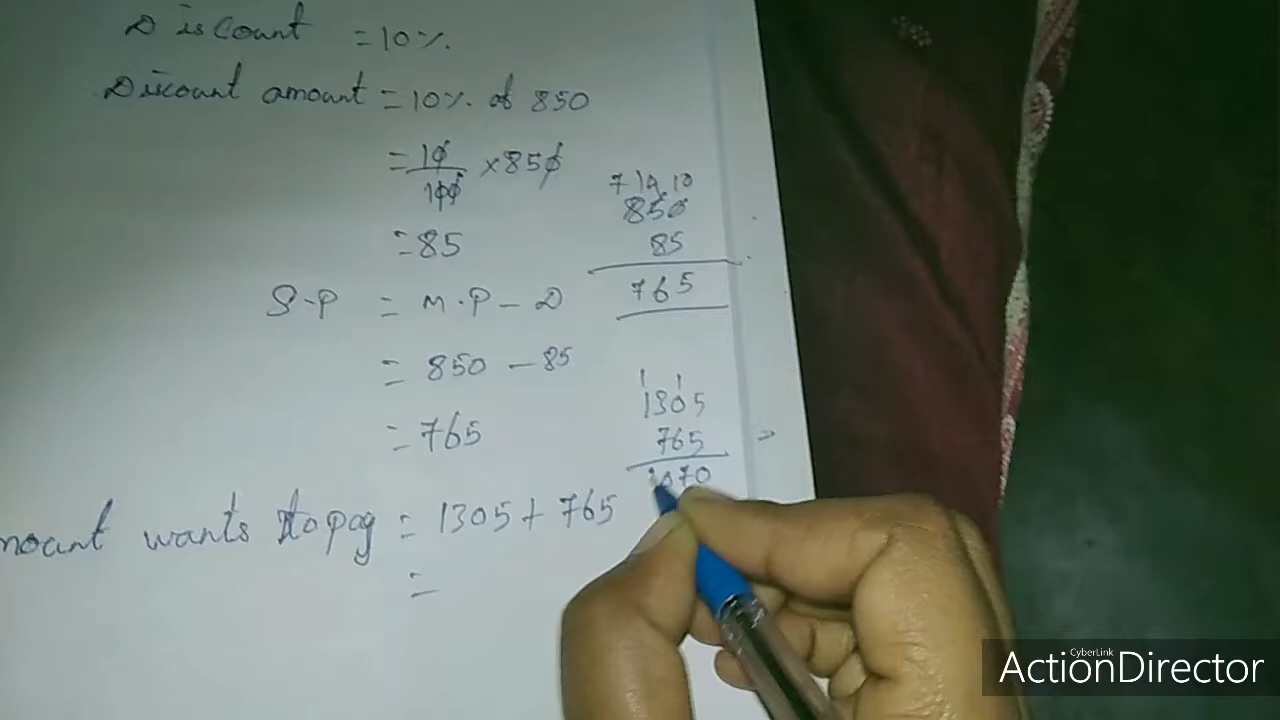 Discount = 10%.
Discount amount = 10%. of 850
= 10/100 × 850
= 85
S.P = M.P - D
= 850 - 85
= 765
mount wants to pay = 1305 + 765
=
7 14 10
850
85
765
1 1
1305
765
070
CyberLink
ActionDirector